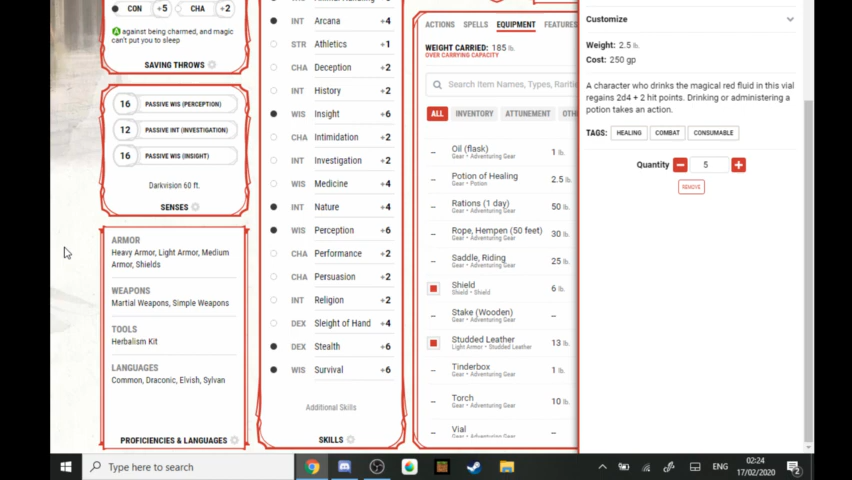 CON +5 CHA +2
A against being charmed, and magic
can't put you to sleep
SAVING THROWS
16 PASSIVE WIS (PERCEPTION)
12 PASSIVE INT (INVESTIGATION)
16 PASSIVE WIS (INSIGHT)
Darkvision 60 ft.
SENSES
ARMOR
Heavy Armor, Light Armor, Medium
Armor, Shields
WEAPONS
Martial Weapons, Simple Weapons
TOOLS
Herbalism Kit
LANGUAGES
Common, Draconic, Elvish, Sylvan
PROFICIENCIES & LANGUAGES
INT Arcana +4
STR Athletics +1
CHA Deception +2
INT History +2
WIS Insight +6
CHA Intimidation +2
INT Investigation +2
WIS Medicine +4
INT Nature +4
WIS Perception +6
CHA Performance +2
CHA Persuasion +2
INT Religion +2
DEX Sleight of Hand +4
DEX Stealth +6
WIS Survival +6
Additional Skills
SKILLS
ACTIONS SPELLS EQUIPMENT FEATURES
WEIGHT CARRIED: 185 lb.
OVER CARRYING CAPACITY
Search Item Names, Types, Rariti
ALL INVENTORY ATTUNEMENT OTH
-- Oil (flask) 1 lb.
Gear • Adventuring Gear
-- Potion of Healing 2.5 lb.
Gear • Potion
-- Rations (1 day) 50 lb.
Gear • Adventuring Gear
-- Rope, Hempen (50 feet) 30 lb.
Gear • Adventuring Gear
-- Saddle, Riding 25 lb.
Gear • Adventuring Gear
Shield 6 lb.
Shield • Shield
-- Stake (Wooden) --
Gear • Adventuring Gear
Studded Leather 13 lb.
Light Armor • Studded Leather
-- Tinderbox 1 lb.
Gear • Adventuring Gear
-- Torch 10 lb.
Gear • Adventuring Gear
-- Vial --
Customize
Weight: 2.5 lb.
Cost: 250 gp
A character who drinks the magical red fluid in this vial
regains 2d4 + 2 hit points. Drinking or administering a
potion takes an action.
TAGS: HEALING COMBAT CONSUMABLE
Quantity 5
REMOVE
Type here to search
ENG
02:24
17/02/2020
2